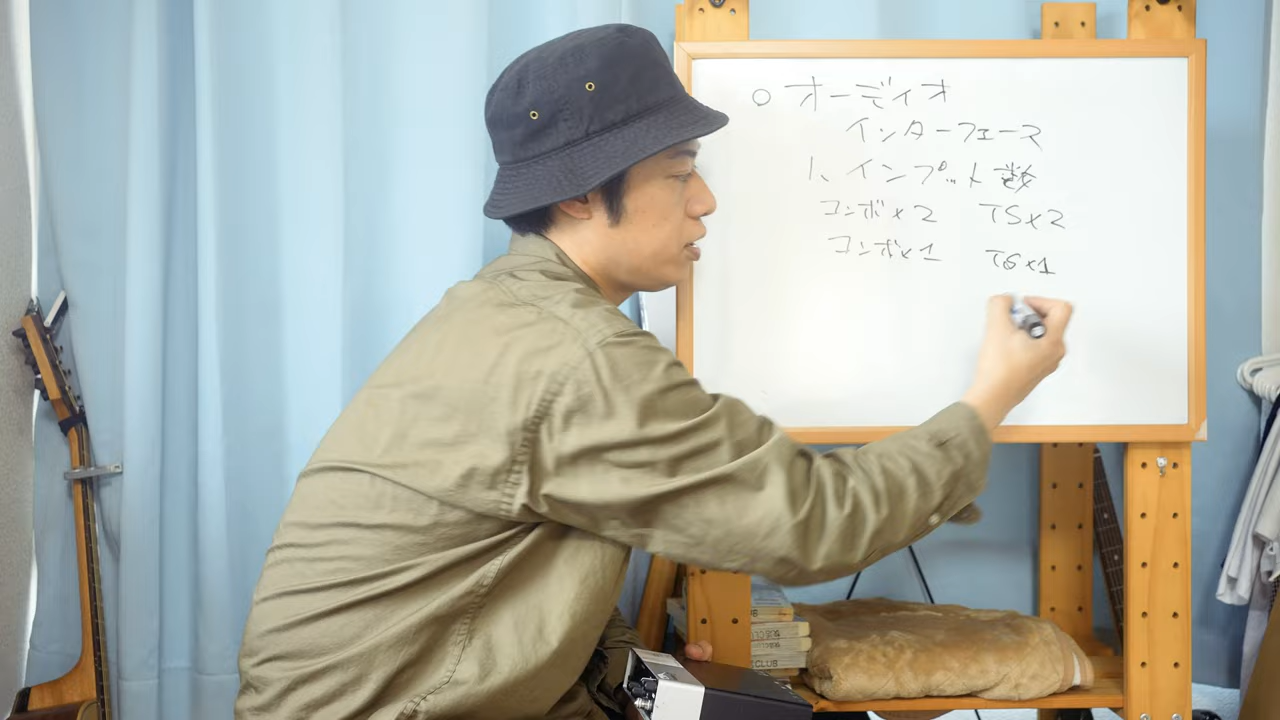 ○ オーディオ
インターフェース
1、インプット数
コンボ×2 TS×2
コンボ×1 TS×1
CLUB